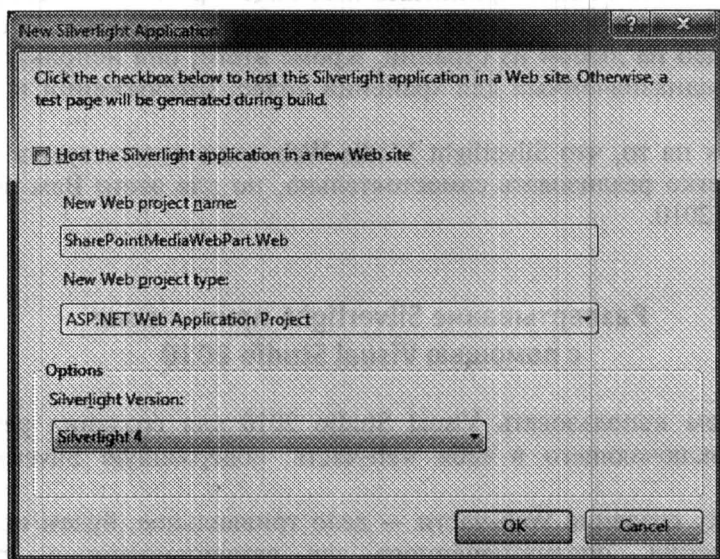 New Silverlight Application
Click the checkbox below to host this Silverlight application in a Web site. Otherwise, a
test page will be generated during build.
Host the Silverlight application in a new Web site
New Web project name:
SharePointMediaWebPart.Web
New Web project type:
ASP.NET Web Application Project
Options
Silverlight Version:
Silverlight 4
OK
Cancel